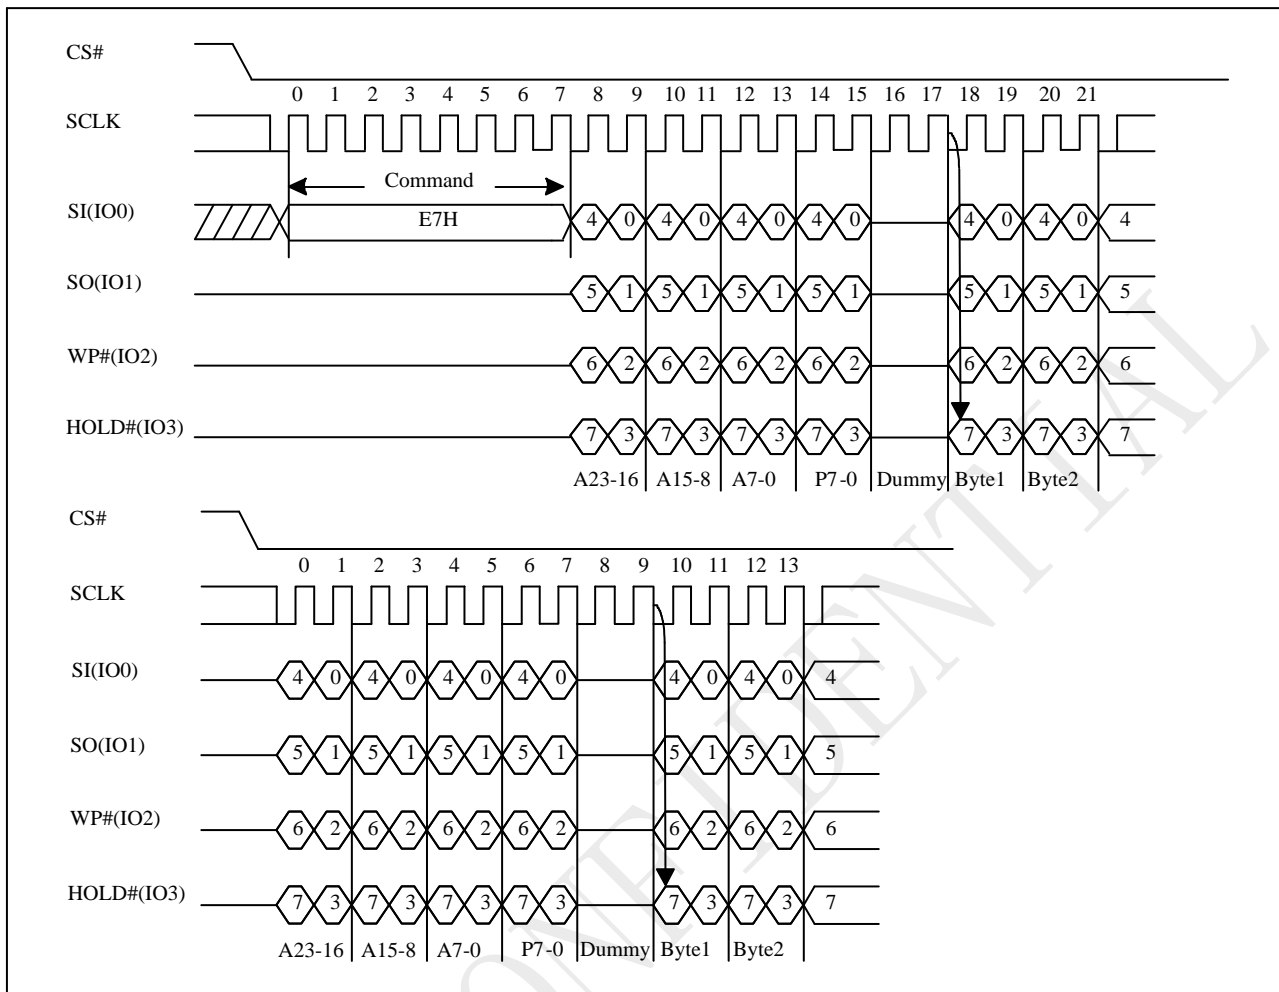 CS#
0 1 2 3 4 5 6 7 8 9 10 11 12 13 14 15 16 17 18 19 20 21
SCLK
Command
SI(IO0) E7H 4 0 4 0 4 0 4 0 4 0 4 0 4
SO(IO1) 5 1 5 1 5 1 5 1 5 1 5 1 5
WP#(IO2) 6 2 6 2 6 2 6 2 6 2 6 2 6
HOLD#(IO3) 7 3 7 3 7 3 7 3 7 3 7 3 7
A23-16 A15-8 A7-0 P7-0 Dummy Byte1 Byte2
CS#
0 1 2 3 4 5 6 7 8 9 10 11 12 13
SCLK
SI(IO0) 4 0 4 0 4 0 4 0 4 0 4 0 4
SO(IO1) 5 1 5 1 5 1 5 1 5 1 5 1 5
WP#(IO2) 6 2 6 2 6 2 6 2 6 2 6 2 6
HOLD#(IO3) 7 3 7 3 7 3 7 3 7 3 7 3 7
A23-16 A15-8 A7-0 P7-0 Dummy Byte1 Byte2
ONFIDENTIAL